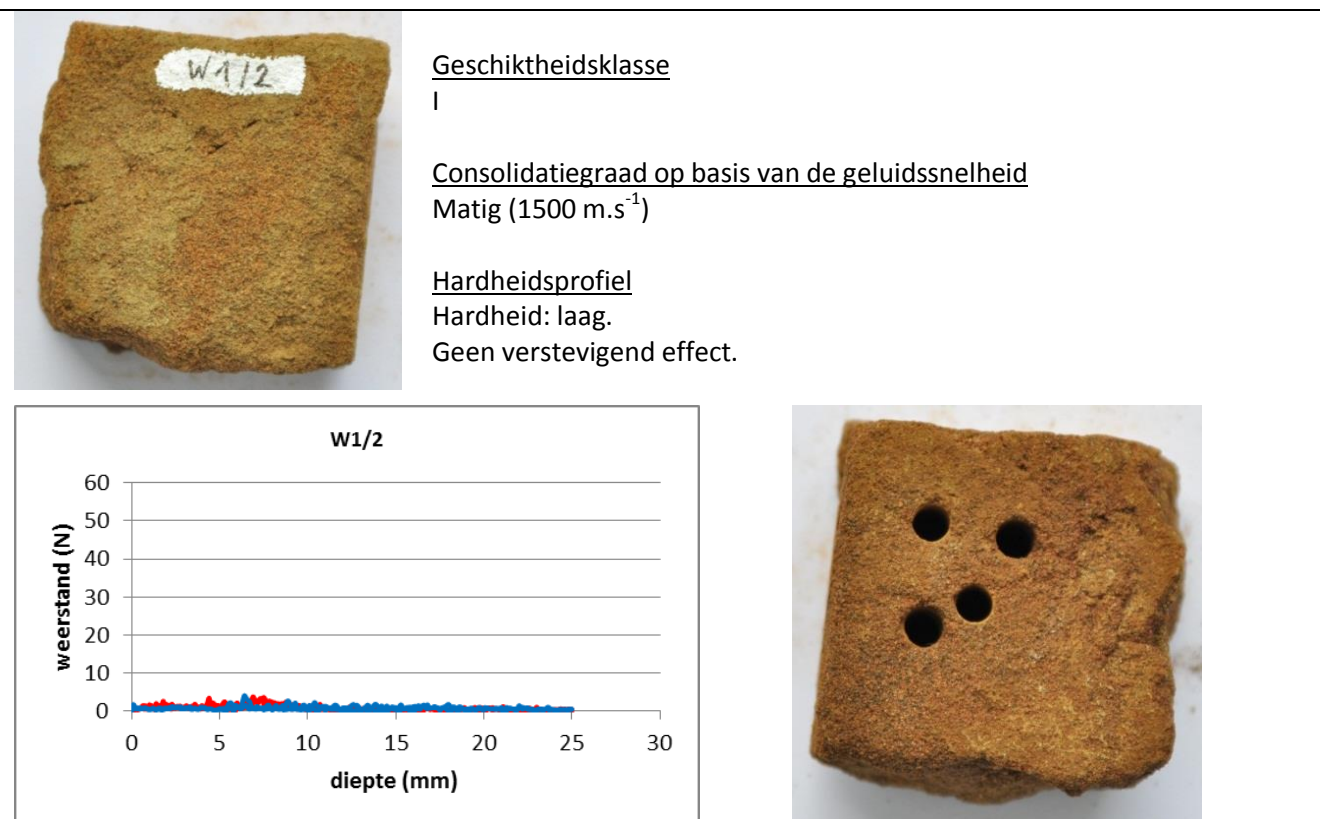 W1/2
Geschiktheidsklasse
I
Consolidatiegraad op basis van de geluidssnelheid
Matig (1500 m.s⁻¹)
Hardheidsprofiel
Hardheid: laag.
Geen verstevigend effect.
W1/2
weerstand (N)
60
50
40
30
20
10
0
0 5 10 15 20 25 30
diepte (mm)